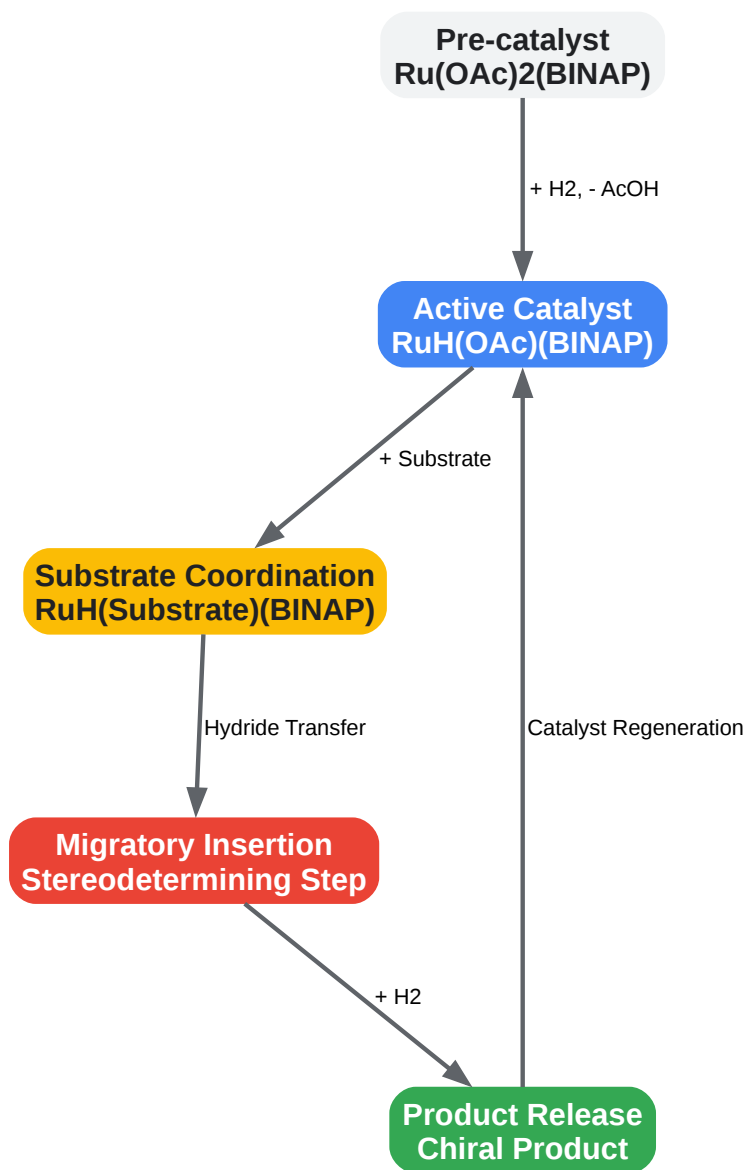 Pre-catalyst
Ru(OAc)2(BINAP)
+ H2, - AcOH
Active Catalyst
RuH(OAc)(BINAP)
+ Substrate
Substrate Coordination
RuH(Substrate)(BINAP)
Hydride Transfer
Catalyst Regeneration
Migratory Insertion
Stereodetermining Step
+ H2
Product Release
Chiral Product